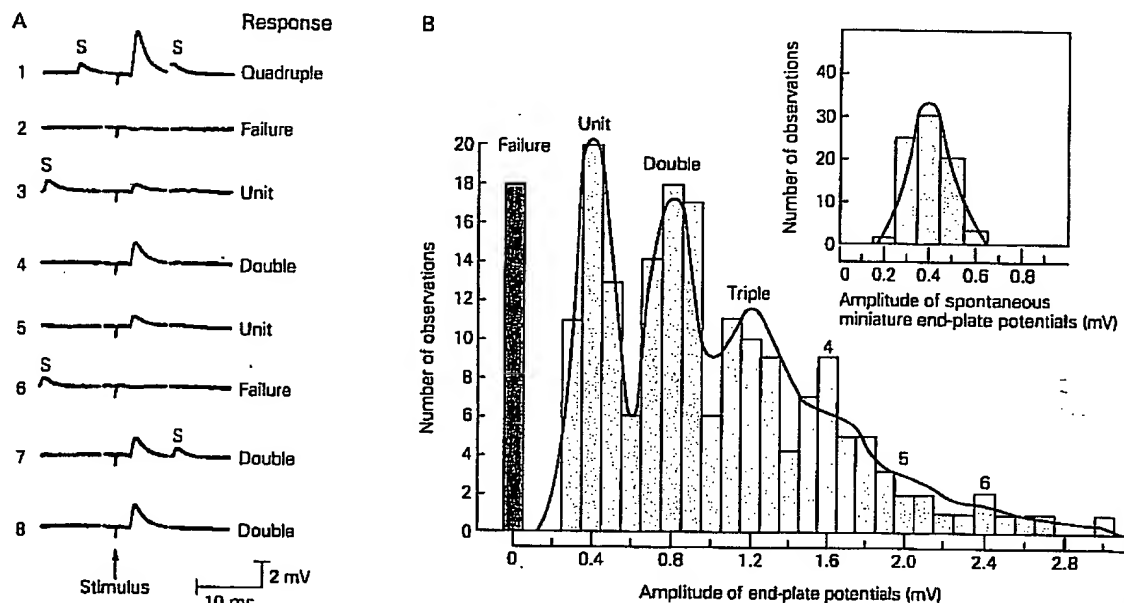 A
Response
S
S
1
Quadruple
2
Failure
S
3
Unit
4
Double
5
Unit
S
6
Failure
S
7
Double
8
Double
Stimulus
2 mV
B
Number of observations
20
18
16
14
12
10
8
6
4
2
0
Failure
Unit
Double
Triple
4
5
6
0
0.4
0.8
1.2
1.6
2.0
2.4
2.8
Amplitude of end-plate potentials (mV)
Number of observations
40
30
20
10
0
0
0.2
0.4
0.6
0.8
Amplitude of spontaneous
miniature end-plate potentials (mV)